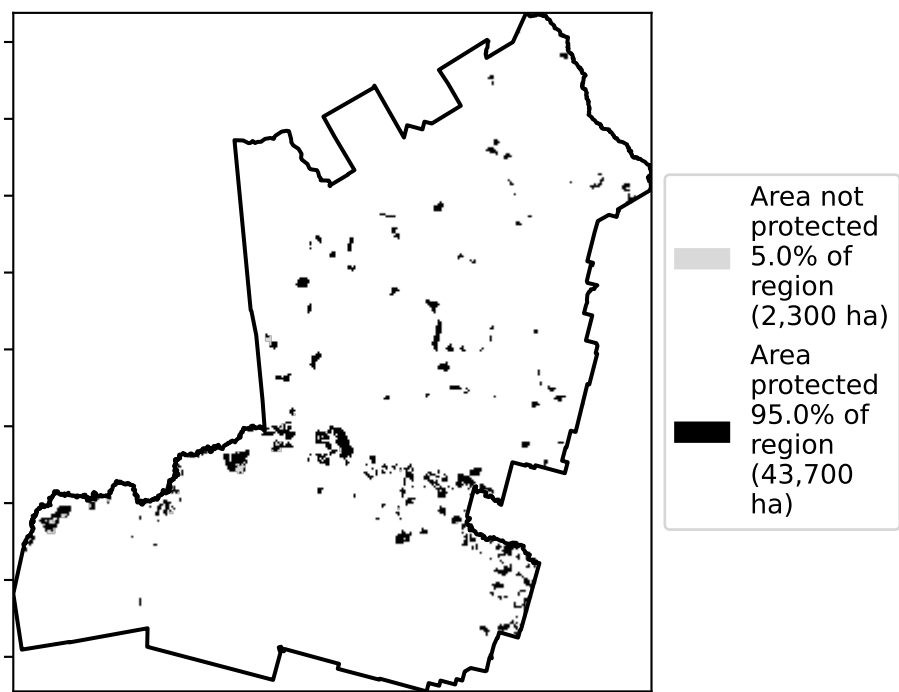 Area not
protected
5.0% of
region
(2,300 ha)
Area
protected
95.0% of
region
(43,700
ha)